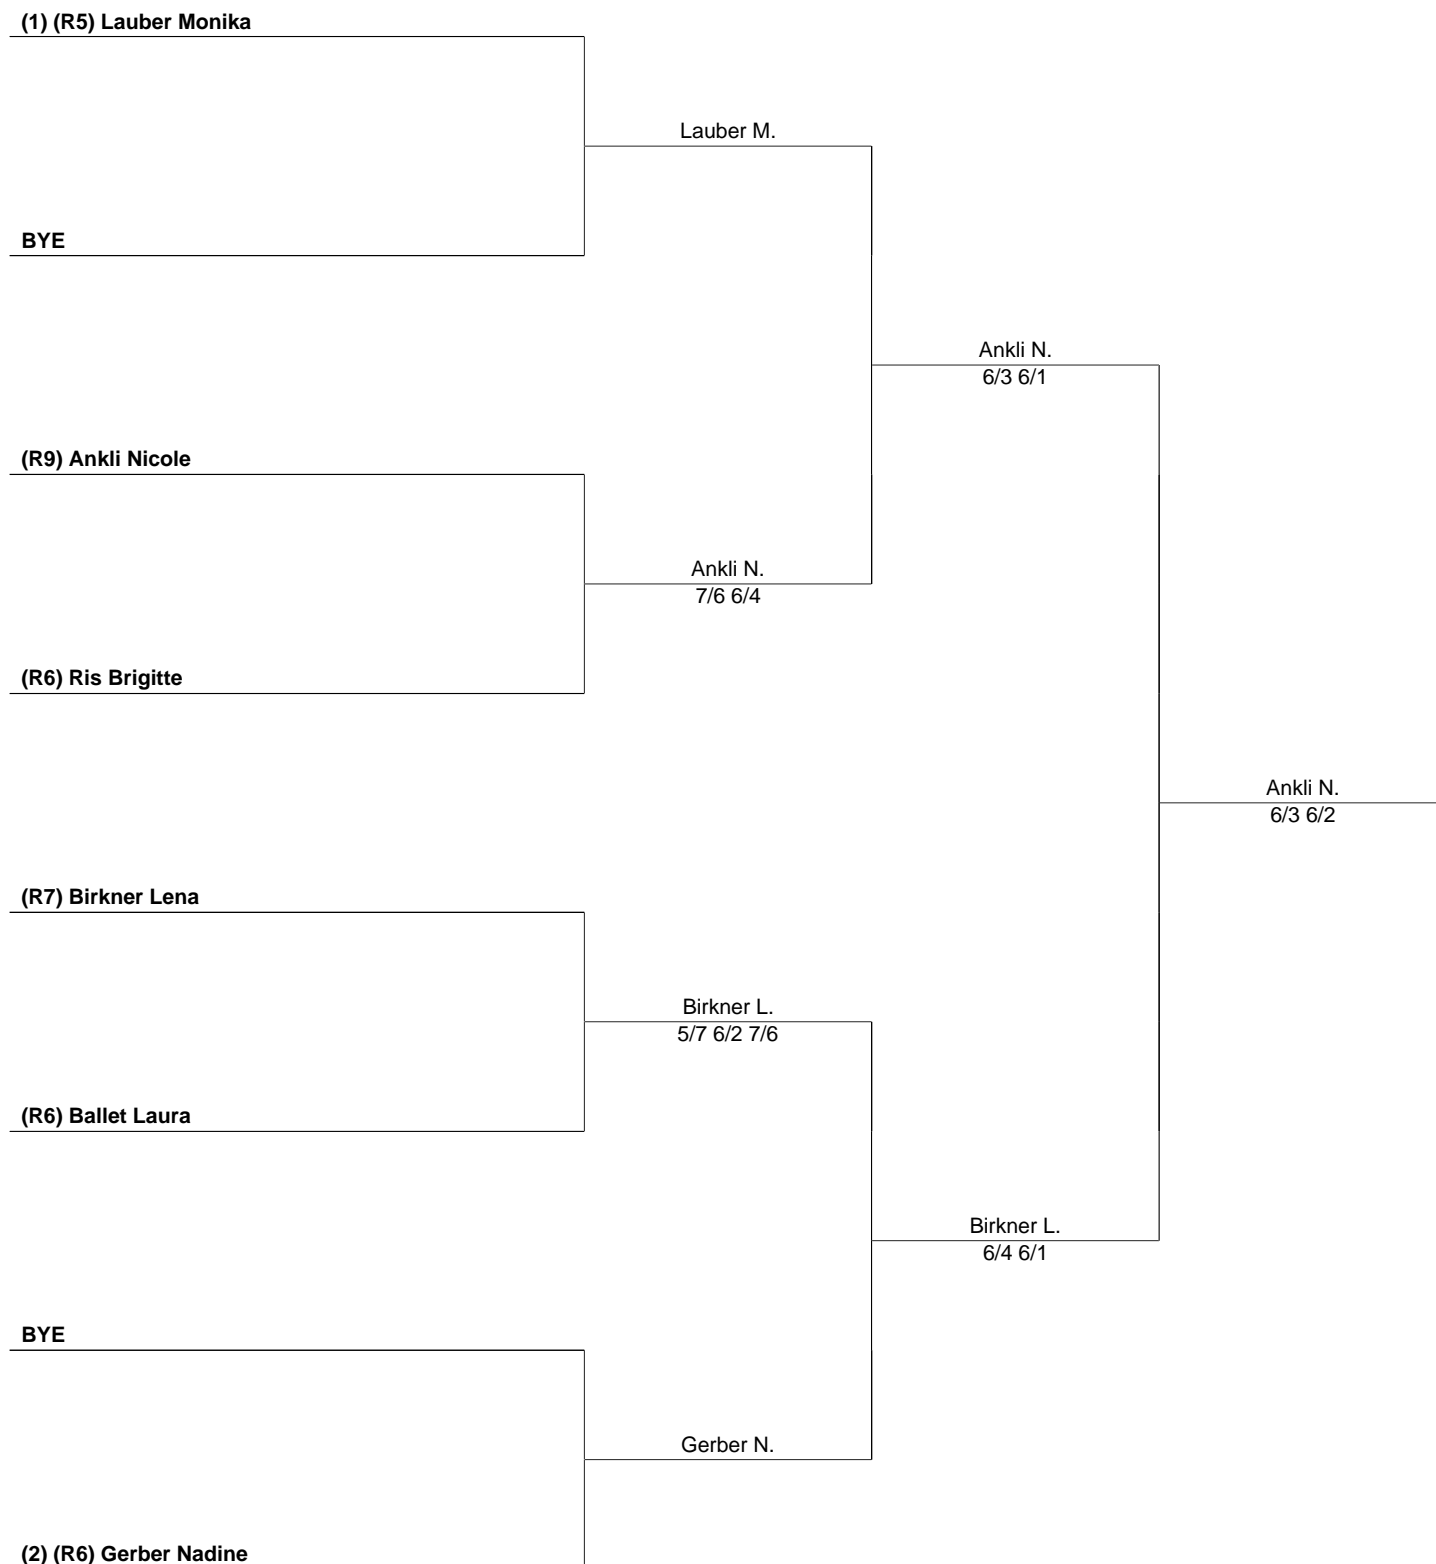 (1) (R5) Lauber Monika
Lauber M.
BYE
Ankli N.
6/3 6/1
(R9) Ankli Nicole
Ankli N.
7/6 6/4
(R6) Ris Brigitte
Ankli N.
6/3 6/2
(R7) Birkner Lena
Birkner L.
5/7 6/2 7/6
(R6) Ballet Laura
Birkner L.
6/4 6/1
BYE
Gerber N.
(2) (R6) Gerber Nadine